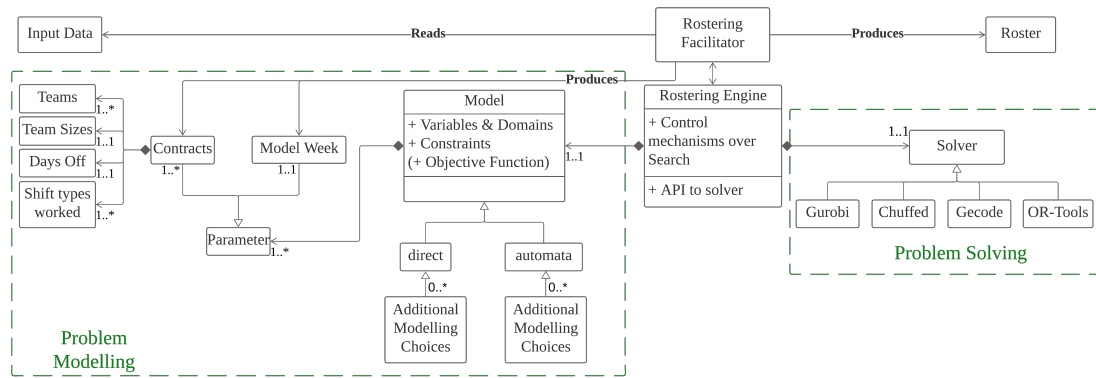 Input Data
Reads
Rostering
Facilitator
Produces
Roster
Produces
Teams
1..*
Team Sizes
1..1
Days Off
1..1
Shift types
worked
1..*
Contracts
1..*
Model Week
1..1
Parameter
1..*
Model
+ Variables & Domains
+ Constraints
(+ Objective Function)
1..1
direct
automata
0..*
0..*
Additional
Modelling
Choices
Additional
Modelling
Choices
Problem
Modelling
Rostering Engine
+ Control
mechanisms over
Search
+ API to solver
1..1
Solver
Gurobi
Chuffed
Gecode
OR-Tools
Problem Solving